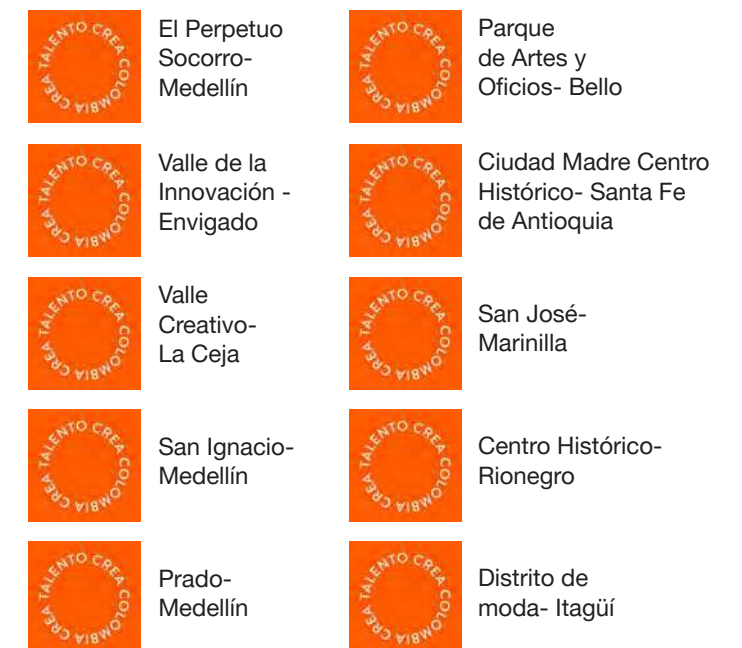 CREA TALENTO CREA COLOMBIA
El Perpetuo
Socorro-
Medellín
CREA TALENTO CREA COLOMBIA
Parque
de Artes y
Oficios- Bello
CREA TALENTO CREA COLOMBIA
Valle de la
Innovación -
Envigado
CREA TALENTO CREA COLOMBIA
Ciudad Madre Centro
Histórico- Santa Fe
de Antioquia
CREA TALENTO CREA COLOMBIA
Valle
Creativo-
La Ceja
CREA TALENTO CREA COLOMBIA
San José-
Marinilla
CREA TALENTO CREA COLOMBIA
San Ignacio-
Medellín
CREA TALENTO CREA COLOMBIA
Centro Histórico-
Rionegro
CREA TALENTO CREA COLOMBIA
Prado-
Medellín
CREA TALENTO CREA COLOMBIA
Distrito de
moda- Itagüí